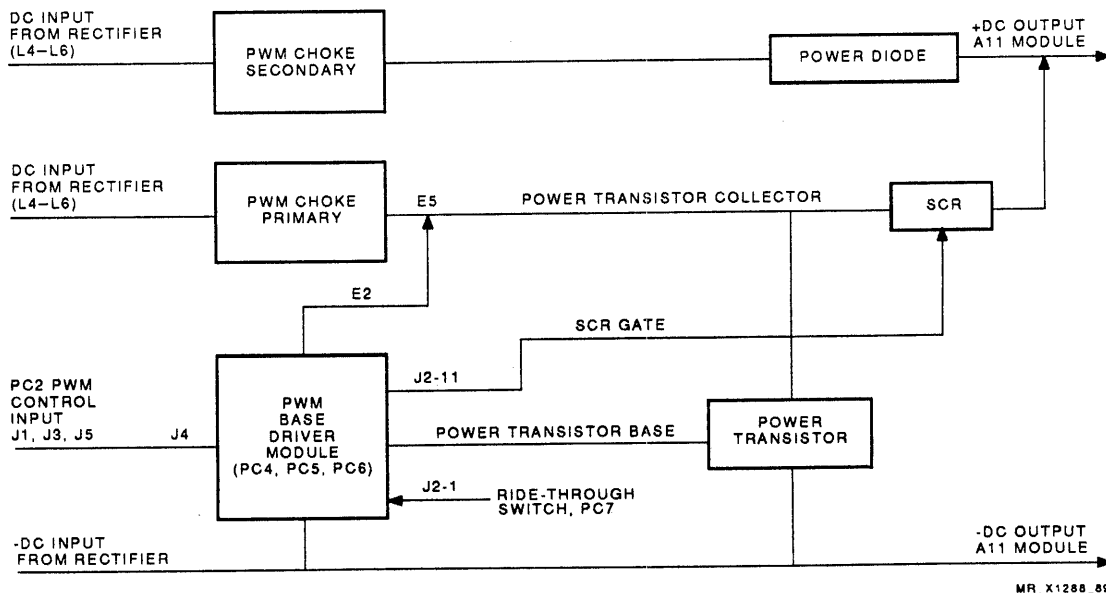 DC INPUT
FROM RECTIFIER
(L4–L6)
PWM CHOKE
SECONDARY
POWER DIODE
+DC OUTPUT
A11 MODULE
DC INPUT
FROM RECTIFIER
(L4–L6)
PWM CHOKE
PRIMARY
E5
POWER TRANSISTOR COLLECTOR
SCR
E2
SCR GATE
J2-11
PC2 PWM
CONTROL
INPUT
J1, J3, J5
J4
PWM
BASE
DRIVER
MODULE
(PC4, PC5, PC6)
POWER TRANSISTOR BASE
POWER
TRANSISTOR
J2-1
RIDE-THROUGH
SWITCH, PC7
-DC INPUT
FROM RECTIFIER
-DC OUTPUT
A11 MODULE
MR_X1288_89